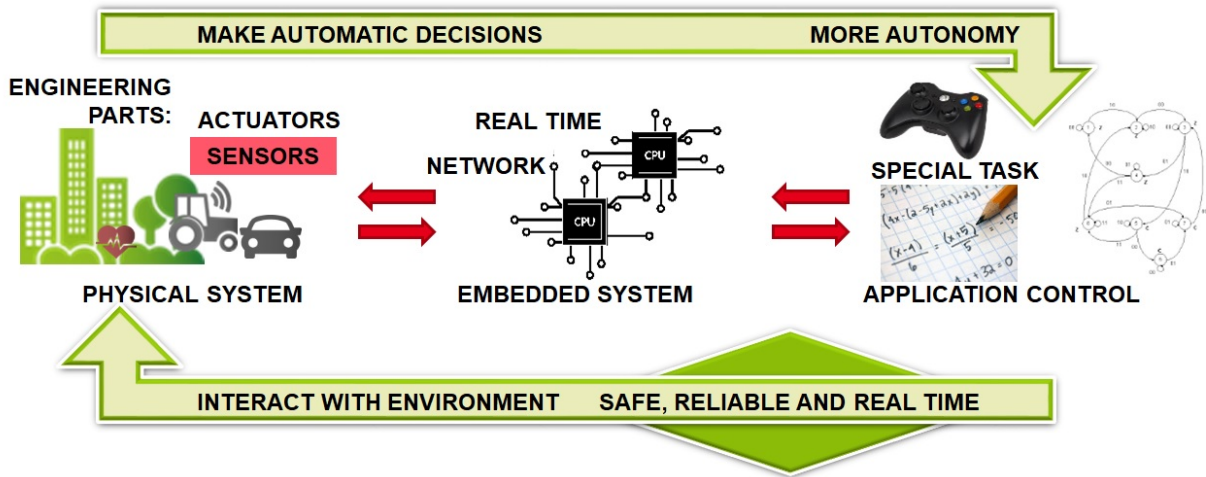 MAKE AUTOMATIC DECISIONS
MORE AUTONOMY
ENGINEERING
PARTS:
ACTUATORS
SENSORS
REAL TIME
NETWORK
CPU
CPU
SPECIAL TASK
PHYSICAL SYSTEM
EMBEDDED SYSTEM
APPLICATION CONTROL
INTERACT WITH ENVIRONMENT
SAFE, RELIABLE AND REAL TIME